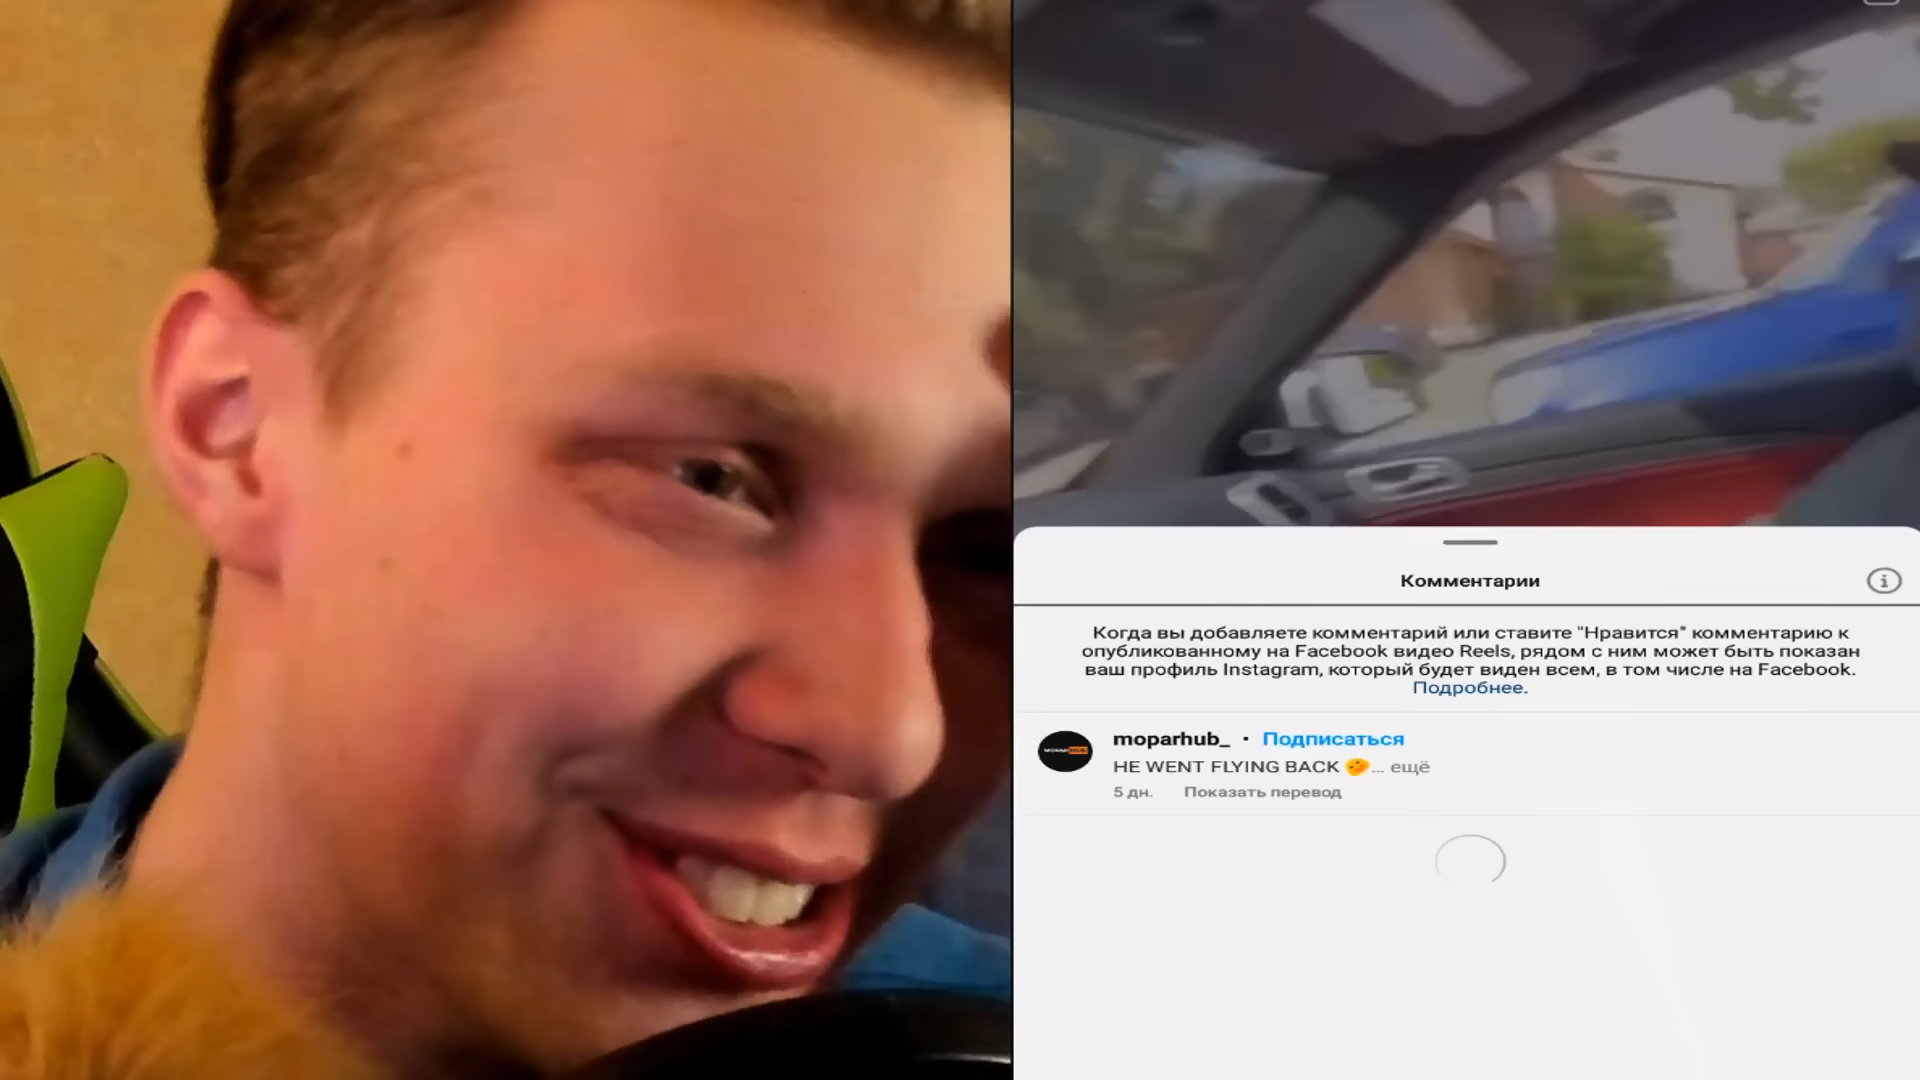 Комментарии
Когда вы добавляете комментарий или ставите "Нравится" комментарию к
опубликованному на Facebook видео Reels, рядом с ним может быть показан
ваш профиль Instagram, который будет виден всем, в том числе на Facebook.
Подробнее.
moparhub_ • Подписаться
HE WENT FLYING BACK 🤣... ещё
5 дн. Показать перевод